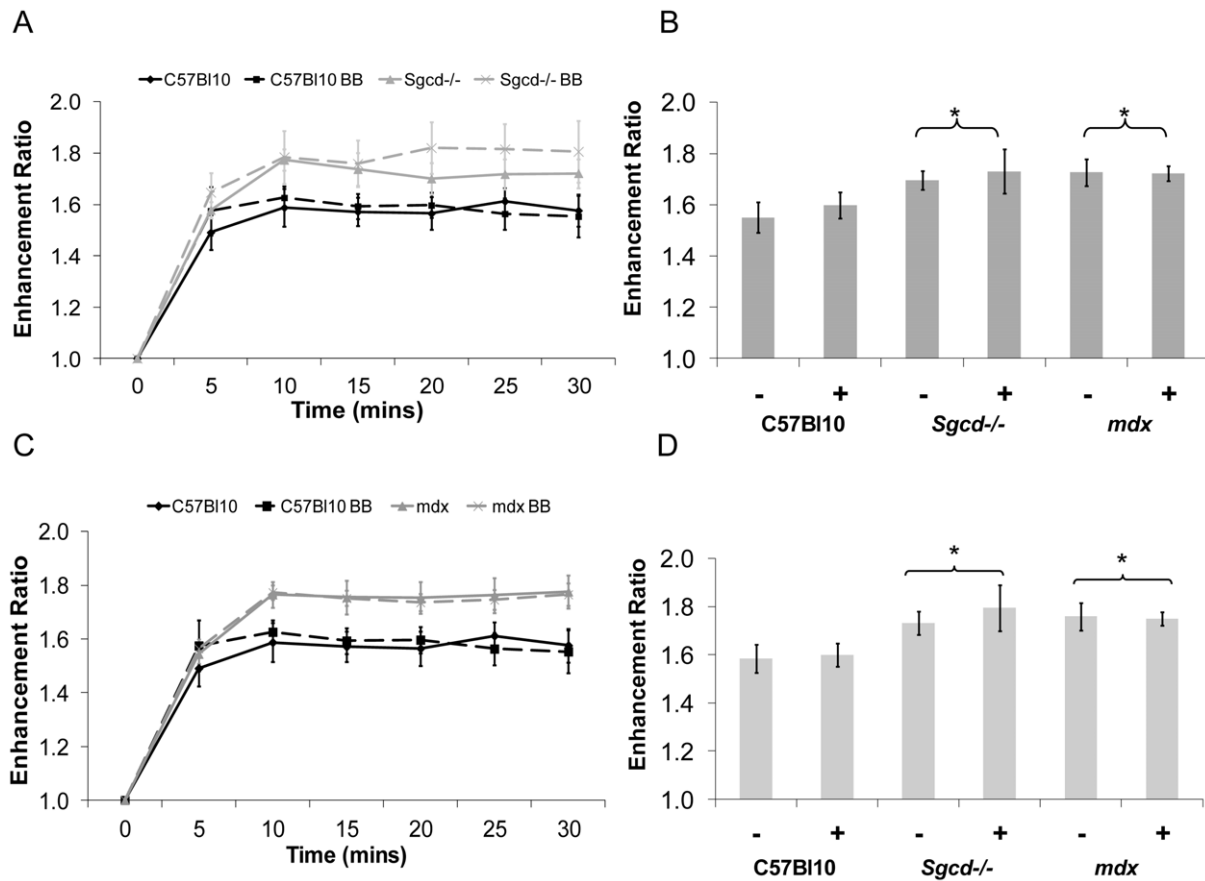 A
C57Bl10 C57Bl10 BB Sgcd-/- Sgcd-/- BB
Enhancement Ratio
2.0
1.8
1.6
1.4
1.2
1.0
0 5 10 15 20 25 30
Time (mins)
B
Enhancement Ratio
2.0
1.8
1.6
1.4
1.2
1.0
* *
- + - + - +
C57Bl10 Sgcd-/- mdx
C
C57Bl10 C57Bl10 BB mdx mdx BB
Enhancement Ratio
2.0
1.8
1.6
1.4
1.2
1.0
0 5 10 15 20 25 30
Time (mins)
D
Enhancement Ratio
2.0
1.8
1.6
1.4
1.2
1.0
* *
- + - + - +
C57Bl10 Sgcd-/- mdx